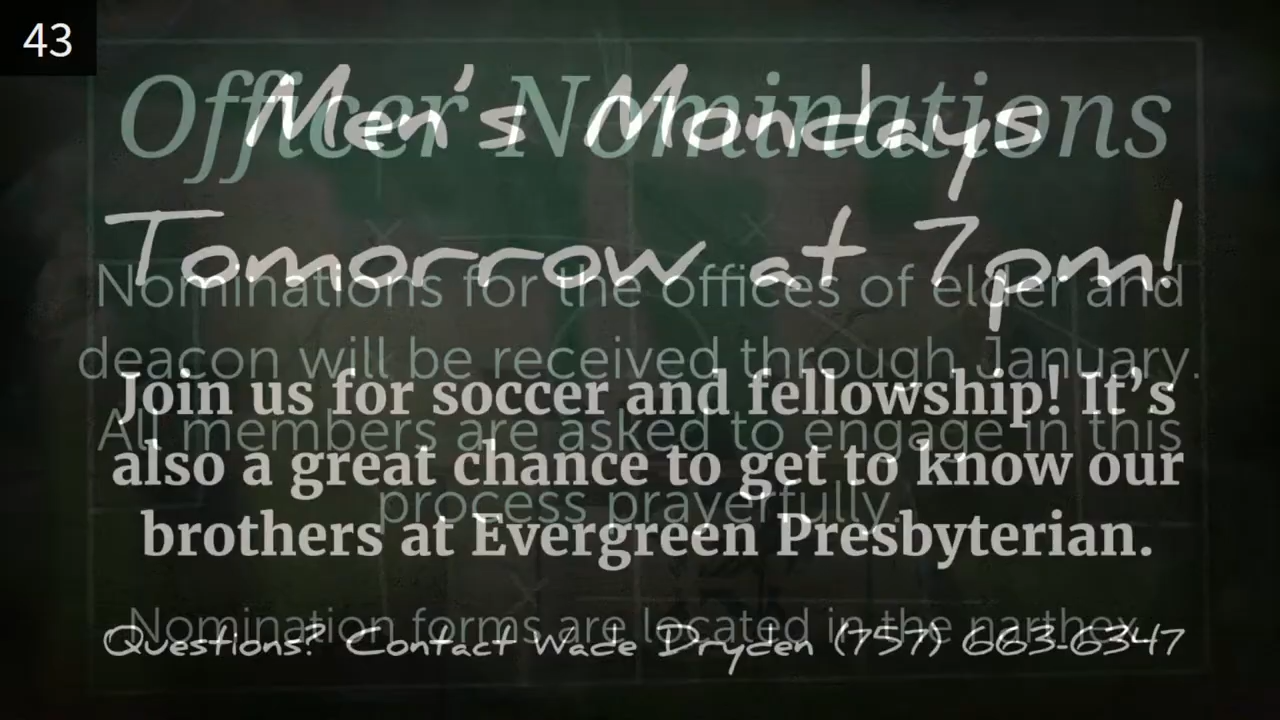 43
Officer Nominations
Men's Mondays
Tomorrow at 7pm!
Nominations for the offices of elder and
deacon will be received through January.
Join us for soccer and fellowship! It's
All members are asked to engage in this
also a great chance to get to know our
process prayerfully.
brothers at Evergreen Presbyterian.
Nomination forms are located in the narthex.
Questions? Contact Wade Dryden (757) 663-6347